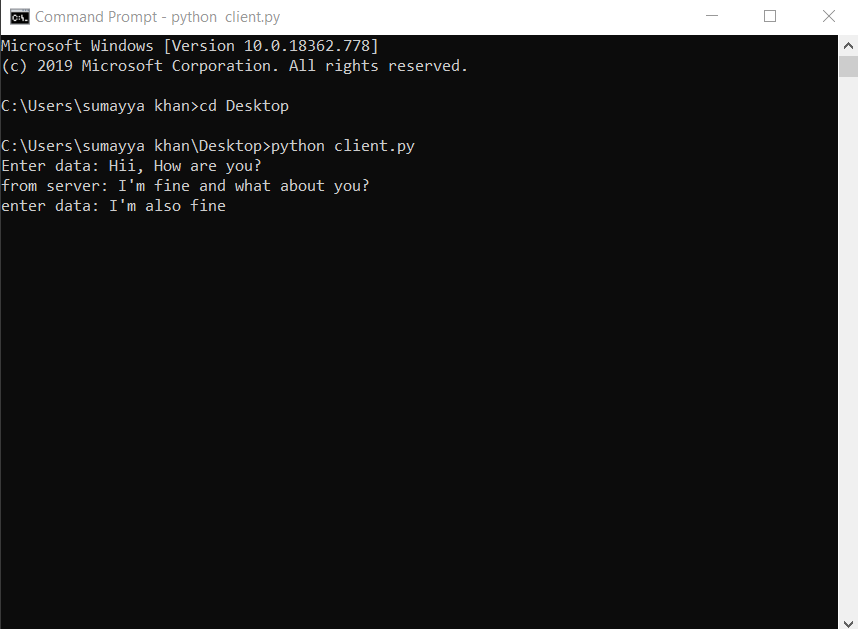 Command Prompt - python  client.py
Microsoft Windows [Version 10.0.18362.778]
(c) 2019 Microsoft Corporation. All rights reserved.
C:\Users\sumayya khan>cd Desktop
C:\Users\sumayya khan\Desktop>python client.py
Enter data: Hii, How are you?
from server: I'm fine and what about you?
enter data: I'm also fine